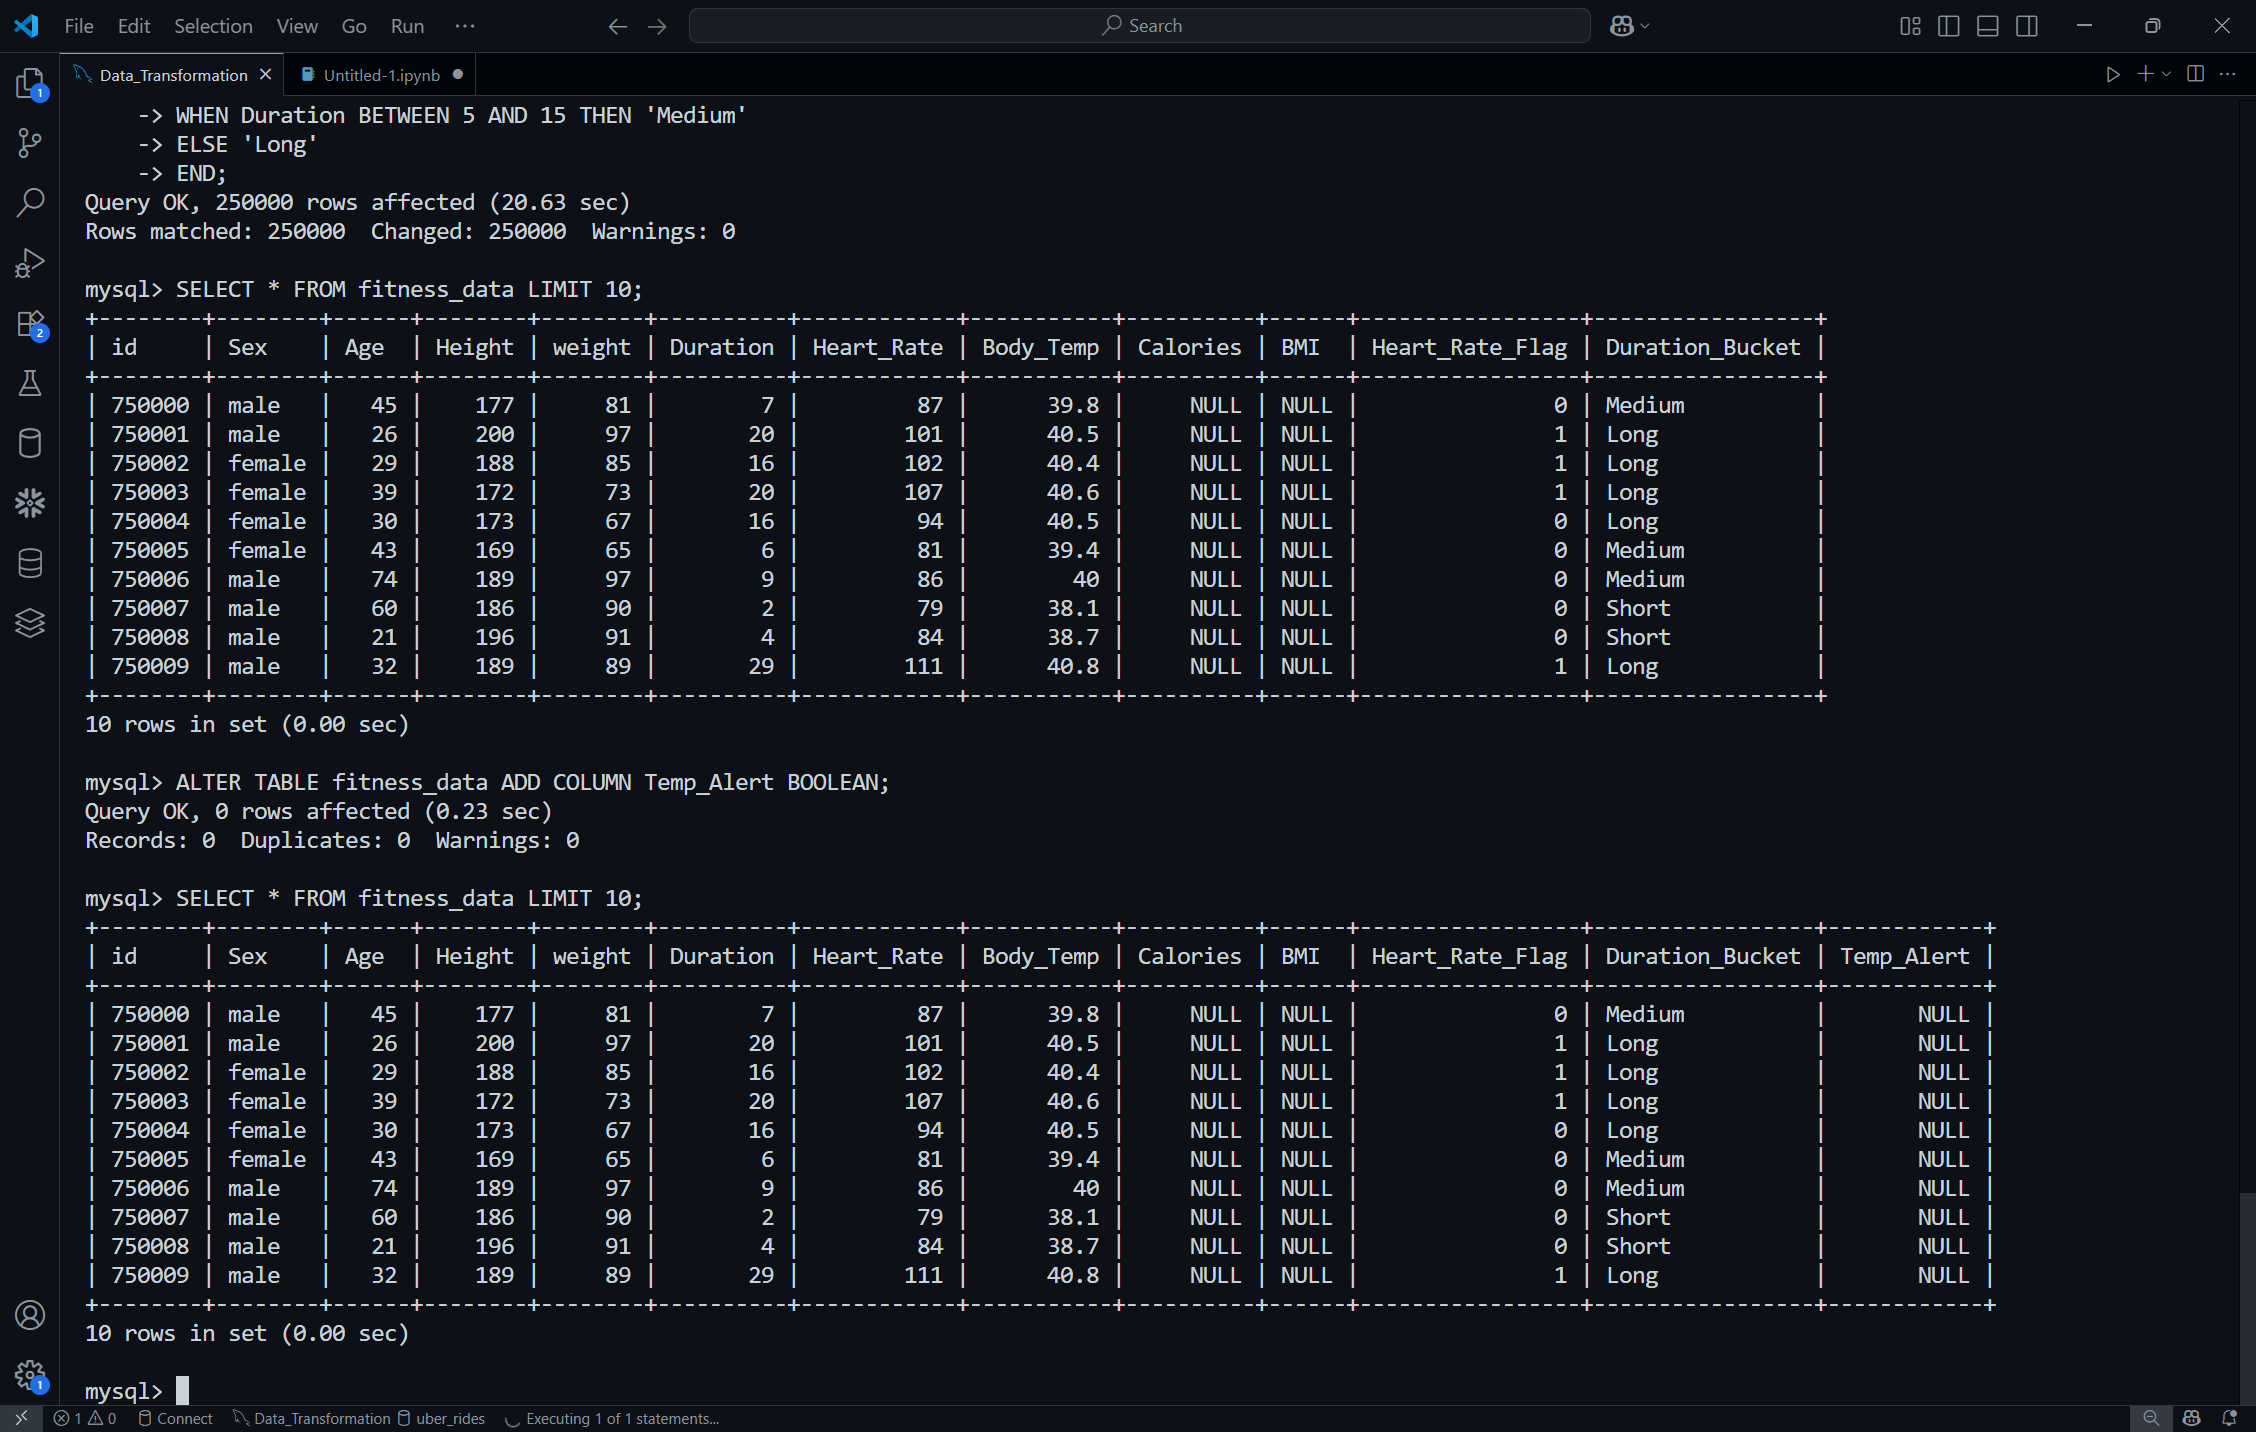 File Edit Selection View Go Run ··· Search
Data_Transformation Untitled-1.ipynb
    -> WHEN Duration BETWEEN 5 AND 15 THEN 'Medium'
    -> ELSE 'Long'
    -> END;
Query OK, 250000 rows affected (20.63 sec)
Rows matched: 250000  Changed: 250000  Warnings: 0
mysql> SELECT * FROM fitness_data LIMIT 10;
+--------+--------+------+--------+--------+----------+------------+-----------+----------+------+-----------------+-----------------+
| id     | Sex    | Age  | Height | weight | Duration | Heart_Rate | Body_Temp | Calories | BMI  | Heart_Rate_Flag | Duration_Bucket |
+--------+--------+------+--------+--------+----------+------------+-----------+----------+------+-----------------+-----------------+
| 750000 | male   |   45 |    177 |     81 |        7 |         87 |      39.8 |     NULL | NULL |               0 | Medium          |
| 750001 | male   |   26 |    200 |     97 |       20 |        101 |      40.5 |     NULL | NULL |               1 | Long            |
| 750002 | female |   29 |    188 |     85 |       16 |        102 |      40.4 |     NULL | NULL |               1 | Long            |
| 750003 | female |   39 |    172 |     73 |       20 |        107 |      40.6 |     NULL | NULL |               1 | Long            |
| 750004 | female |   30 |    173 |     67 |       16 |         94 |      40.5 |     NULL | NULL |               0 | Long            |
| 750005 | female |   43 |    169 |     65 |        6 |         81 |      39.4 |     NULL | NULL |               0 | Medium          |
| 750006 | male   |   74 |    189 |     97 |        9 |         86 |        40 |     NULL | NULL |               0 | Medium          |
| 750007 | male   |   60 |    186 |     90 |        2 |         79 |      38.1 |     NULL | NULL |               0 | Short           |
| 750008 | male   |   21 |    196 |     91 |        4 |         84 |      38.7 |     NULL | NULL |               0 | Short           |
| 750009 | male   |   32 |    189 |     89 |       29 |        111 |      40.8 |     NULL | NULL |               1 | Long            |
+--------+--------+------+--------+--------+----------+------------+-----------+----------+------+-----------------+-----------------+
10 rows in set (0.00 sec)
mysql> ALTER TABLE fitness_data ADD COLUMN Temp_Alert BOOLEAN;
Query OK, 0 rows affected (0.23 sec)
Records: 0  Duplicates: 0  Warnings: 0
mysql> SELECT * FROM fitness_data LIMIT 10;
+--------+--------+------+--------+--------+----------+------------+-----------+----------+------+-----------------+-----------------+------------+
| id     | Sex    | Age  | Height | weight | Duration | Heart_Rate | Body_Temp | Calories | BMI  | Heart_Rate_Flag | Duration_Bucket | Temp_Alert |
+--------+--------+------+--------+--------+----------+------------+-----------+----------+------+-----------------+-----------------+------------+
| 750000 | male   |   45 |    177 |     81 |        7 |         87 |      39.8 |     NULL | NULL |               0 | Medium          |       NULL |
| 750001 | male   |   26 |    200 |     97 |       20 |        101 |      40.5 |     NULL | NULL |               1 | Long            |       NULL |
| 750002 | female |   29 |    188 |     85 |       16 |        102 |      40.4 |     NULL | NULL |               1 | Long            |       NULL |
| 750003 | female |   39 |    172 |     73 |       20 |        107 |      40.6 |     NULL | NULL |               1 | Long            |       NULL |
| 750004 | female |   30 |    173 |     67 |       16 |         94 |      40.5 |     NULL | NULL |               0 | Long            |       NULL |
| 750005 | female |   43 |    169 |     65 |        6 |         81 |      39.4 |     NULL | NULL |               0 | Medium          |       NULL |
| 750006 | male   |   74 |    189 |     97 |        9 |         86 |        40 |     NULL | NULL |               0 | Medium          |       NULL |
| 750007 | male   |   60 |    186 |     90 |        2 |         79 |      38.1 |     NULL | NULL |               0 | Short           |       NULL |
| 750008 | male   |   21 |    196 |     91 |        4 |         84 |      38.7 |     NULL | NULL |               0 | Short           |       NULL |
| 750009 | male   |   32 |    189 |     89 |       29 |        111 |      40.8 |     NULL | NULL |               1 | Long            |       NULL |
+--------+--------+------+--------+--------+----------+------------+-----------+----------+------+-----------------+-----------------+------------+
10 rows in set (0.00 sec)
mysql>
1
2
1
1 0 Connect Data_Transformation uber_rides Executing 1 of 1 statements...